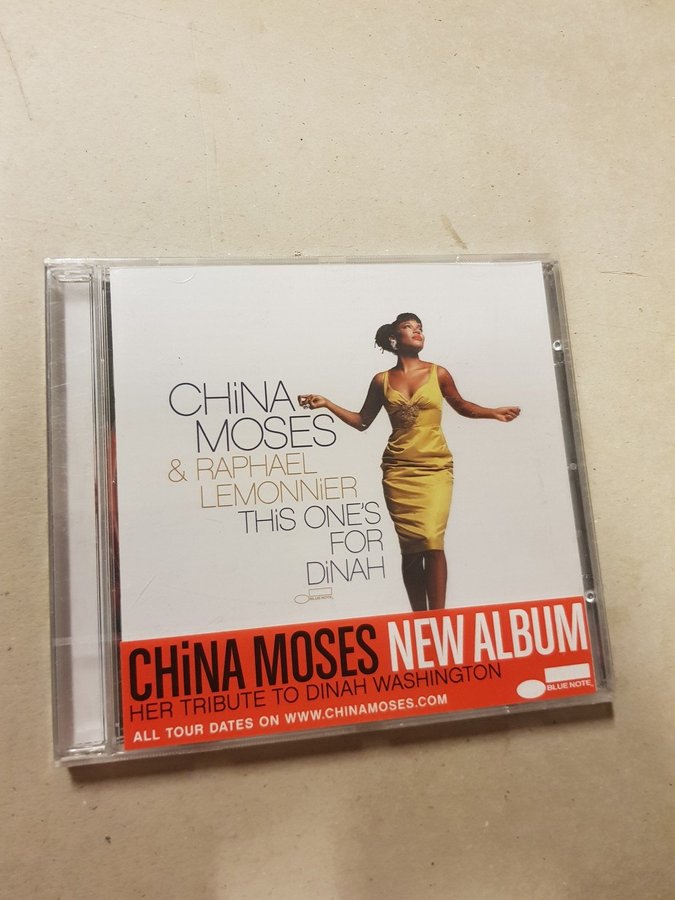 CHiNA
MOSES
& RAPHAEL
LEMONNiER
THiS ONE'S
FOR
DiNAH
BLUE NOTE
CHiNA MOSES NEW ALBUM
HER TRIBUTE TO DINAH WASHINGTON
BLUE NOTE
ALL TOUR DATES ON WWW.CHINAMOSES.COM